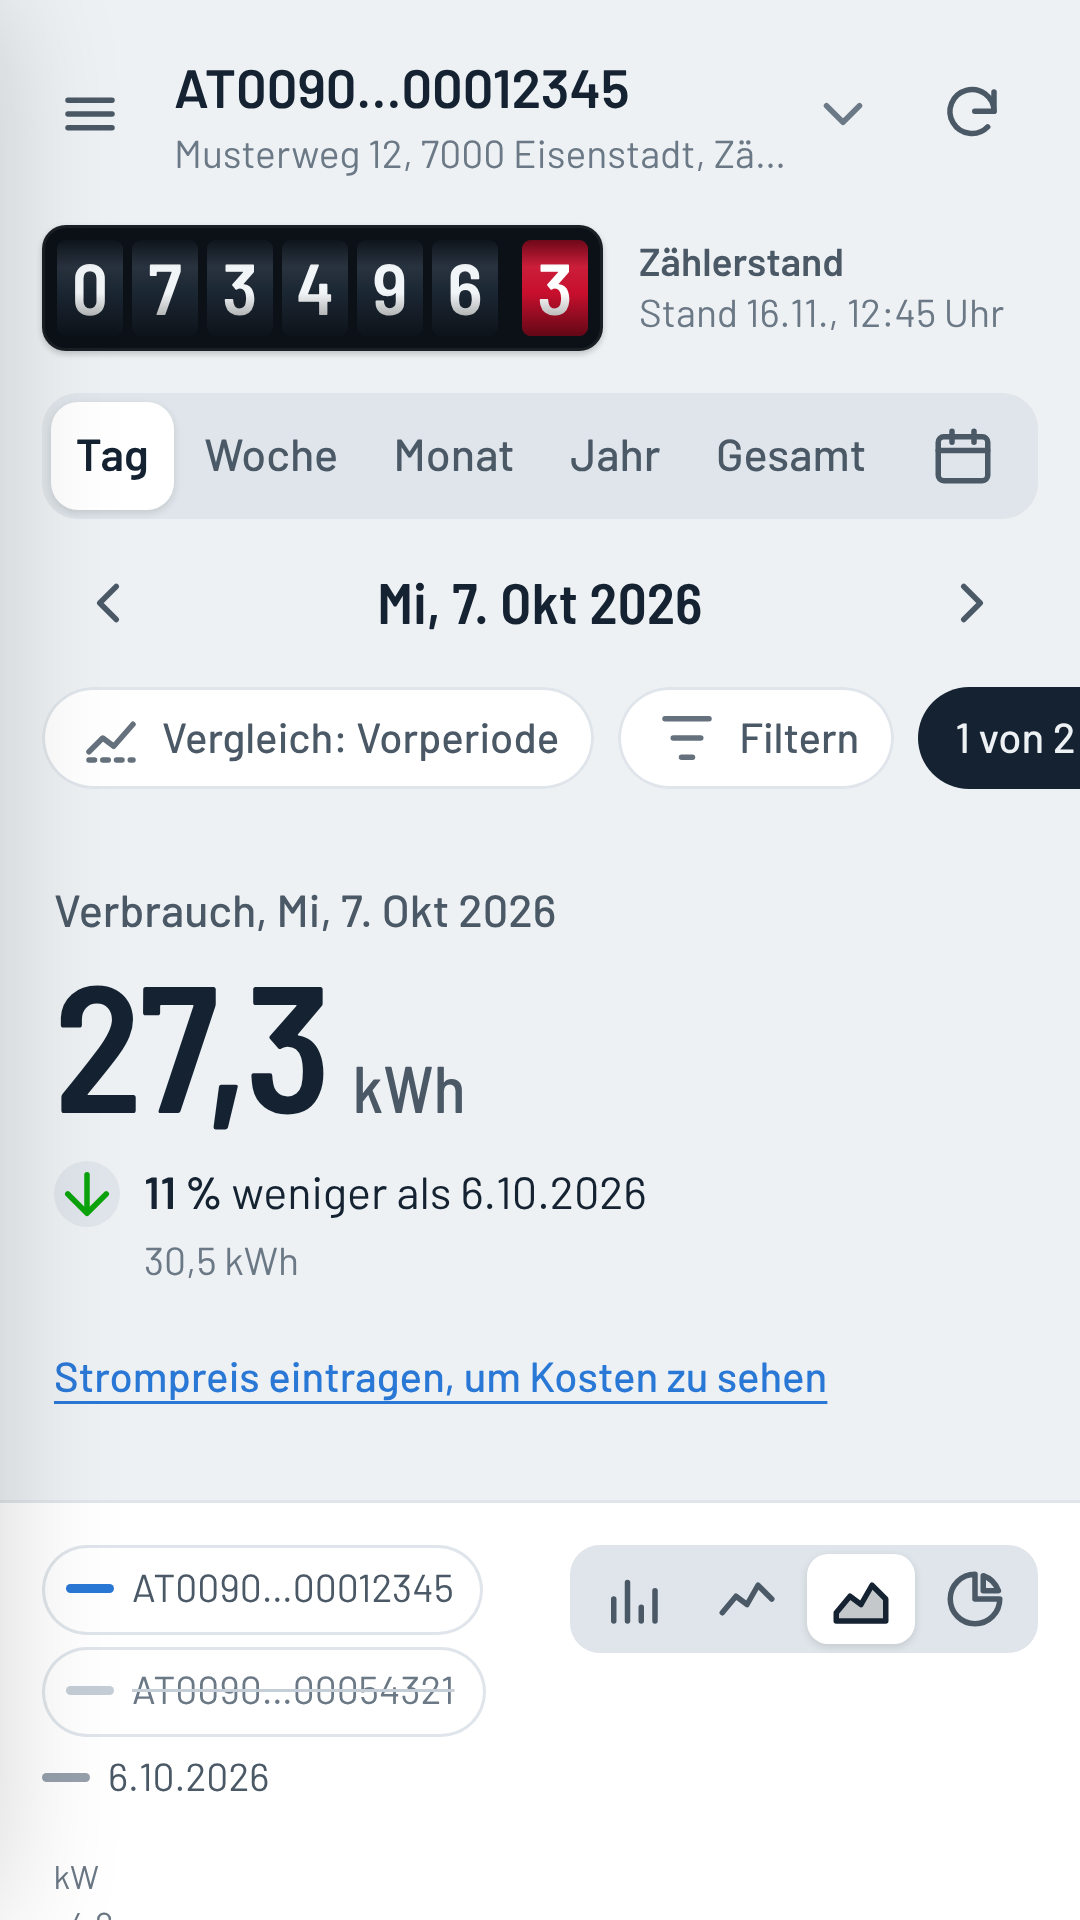 AT0090...00012345
Musterweg 12, 7000 Eisenstadt, Zä...
0 7 3 4 9 6 3
Zählerstand
Stand 16.11., 12:45 Uhr
Tag Woche Monat Jahr Gesamt
Mi, 7. Okt 2026
Vergleich: Vorperiode Filtern 1 von 2
Verbrauch, Mi, 7. Okt 2026
27,3 kWh
11 % weniger als 6.10.2026
30,5 kWh
Strompreis eintragen, um Kosten zu sehen
AT0090...00012345
AT0090...00054321
6.10.2026
kW